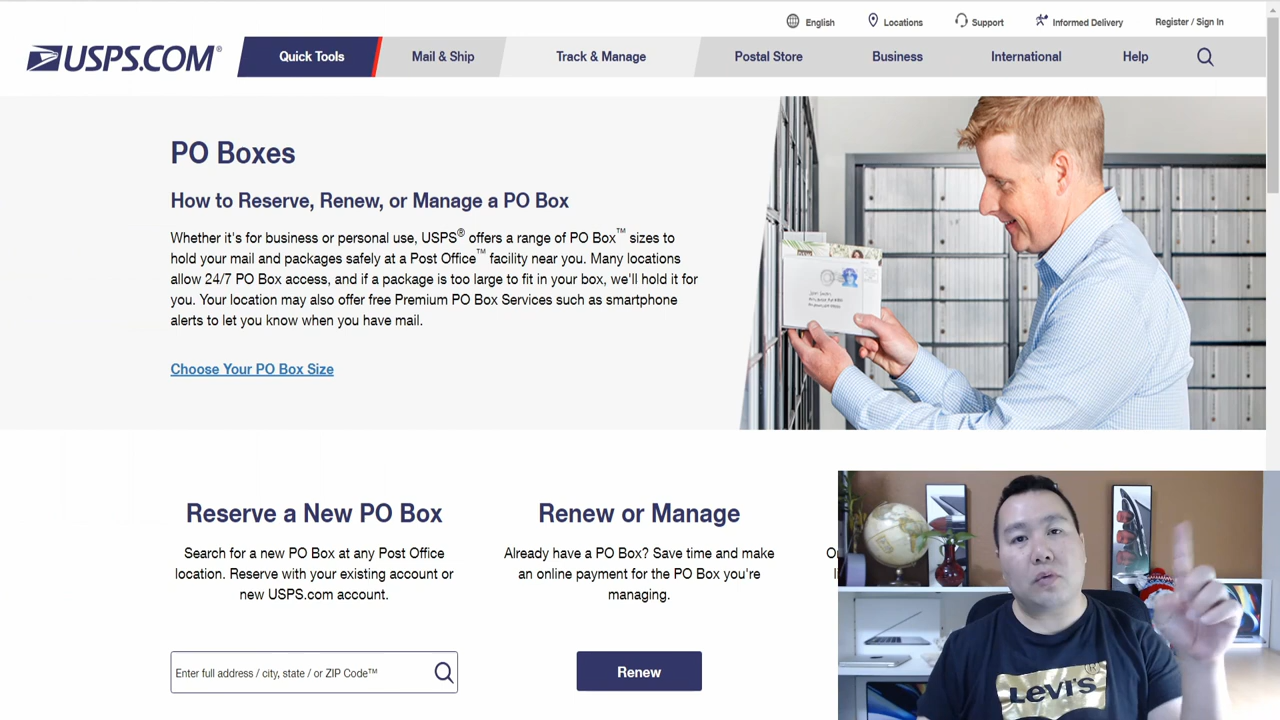 English
Locations
Support
Informed Delivery
Register / Sign In
USPS.COM®
Quick Tools
Mail & Ship
Track & Manage
Postal Store
Business
International
Help
PO Boxes
How to Reserve, Renew, or Manage a PO Box
Whether it's for business or personal use, USPS® offers a range of PO Box™ sizes to
hold your mail and packages safely at a Post Office™ facility near you. Many locations
allow 24/7 PO Box access, and if a package is too large to fit in your box, we'll hold it for
you. Your location may also offer free Premium PO Box Services such as smartphone
alerts to let you know when you have mail.
Choose Your PO Box Size
Reserve a New PO Box
Search for a new PO Box at any Post Office
location. Reserve with your existing account or
new USPS.com account.
Enter full address / city, state / or ZIP Code™
Renew or Manage
Already have a PO Box? Save time and make
an online payment for the PO Box you're
managing.
Renew
LEVI'S